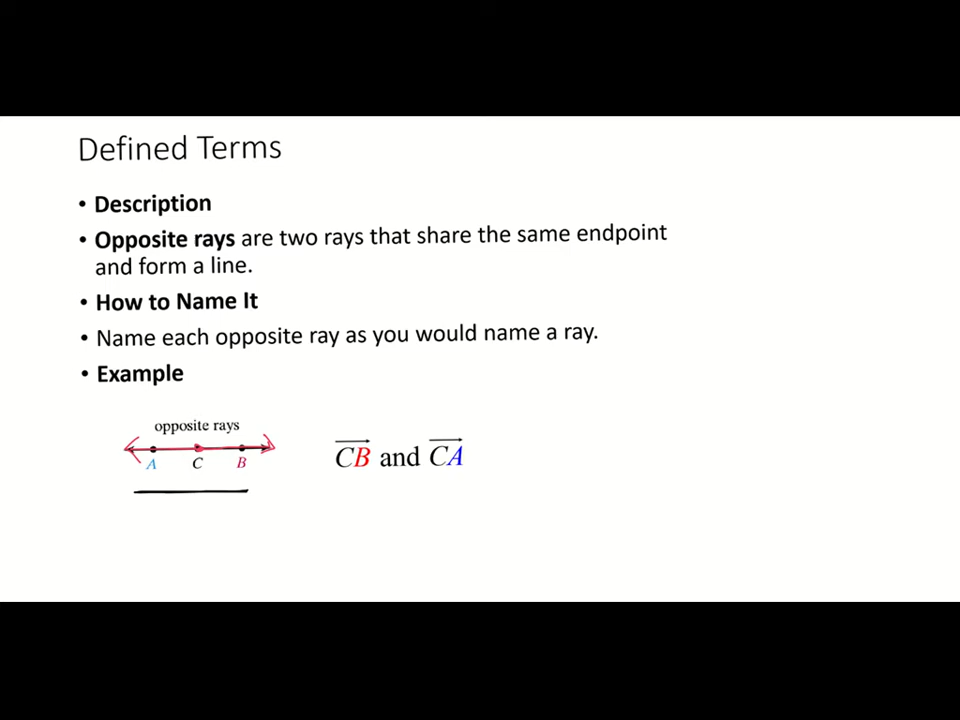 Defined Terms
• Description
• Opposite rays are two rays that share the same endpoint
and form a line.
• How to Name It
• Name each opposite ray as you would name a ray.
• Example
opposite rays
A C B
CB and CA